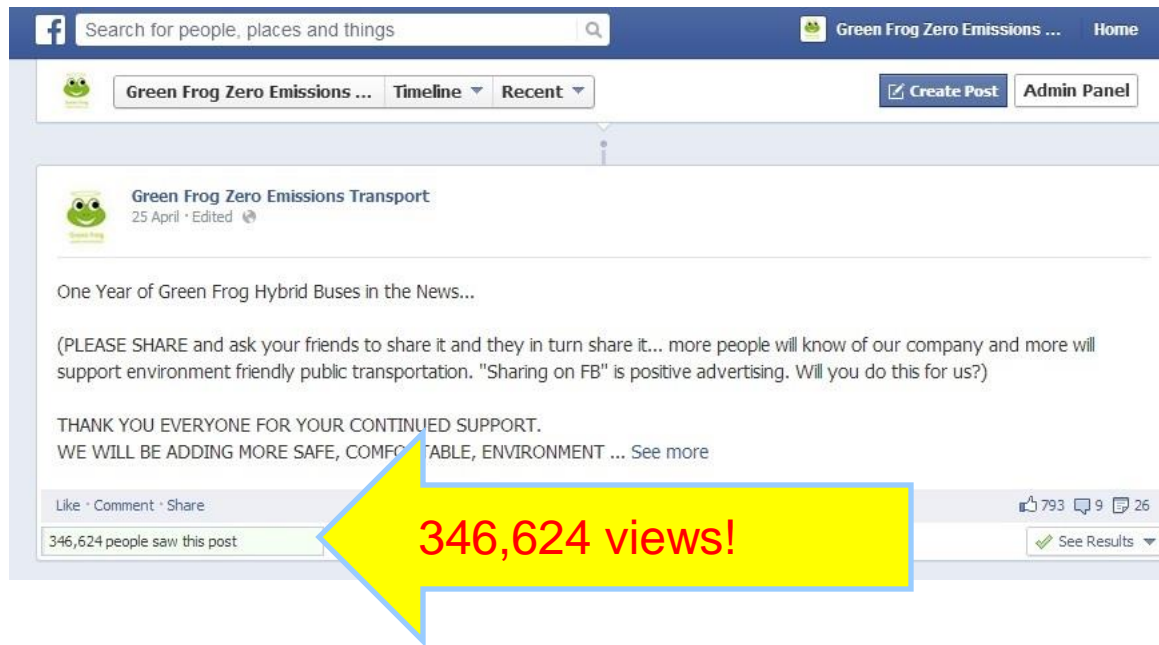 Search for people, places and things
Green Frog Zero Emissions ... Home
Green Frog Zero Emissions ... Timeline Recent
Create Post Admin Panel
Green Frog Zero Emissions Transport
25 April · Edited
One Year of Green Frog Hybrid Buses in the News...
(PLEASE SHARE and ask your friends to share it and they in turn share it... more people will know of our company and more will
support environment friendly public transportation. "Sharing on FB" is positive advertising. Will you do this for us?)
THANK YOU EVERYONE FOR YOUR CONTINUED SUPPORT.
WE WILL BE ADDING MORE SAFE, COMFORTABLE, ENVIRONMENT ... See more
Like · Comment · Share
793 9 26
346,624 people saw this post
346,624 views!
See Results